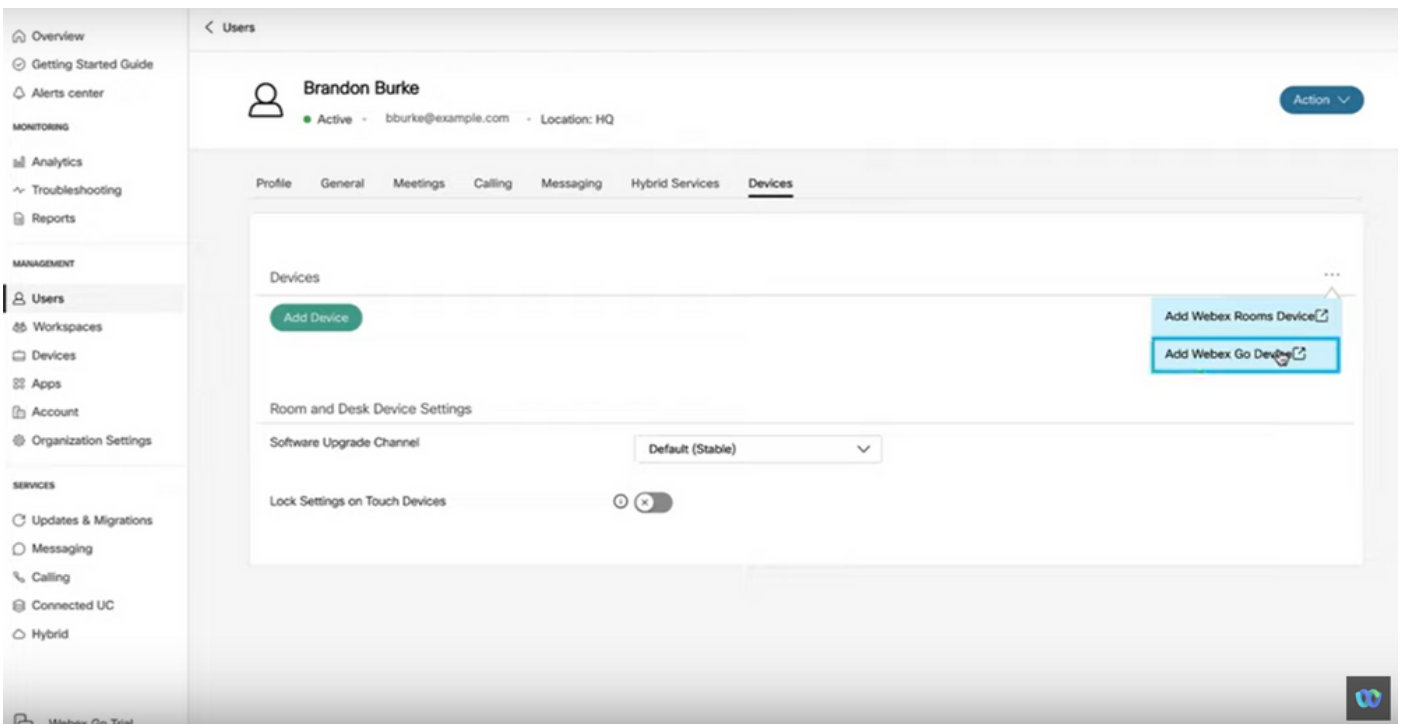 Overview
Getting Started Guide
Alerts center
MONITORING
Analytics
Troubleshooting
Reports
MANAGEMENT
Users
Workspaces
Devices
Apps
Account
Organization Settings
SERVICES
Updates & Migrations
Messaging
Calling
Connected UC
Hybrid
Webex Go Trial
Users
Brandon Burke
Active bburke@example.com Location: HQ
Action
Profile General Meetings Calling Messaging Hybrid Services Devices
Devices
Add Device
Add Webex Rooms Device
Add Webex Go Device
Room and Desk Device Settings
Software Upgrade Channel Default (Stable)
Lock Settings on Touch Devices